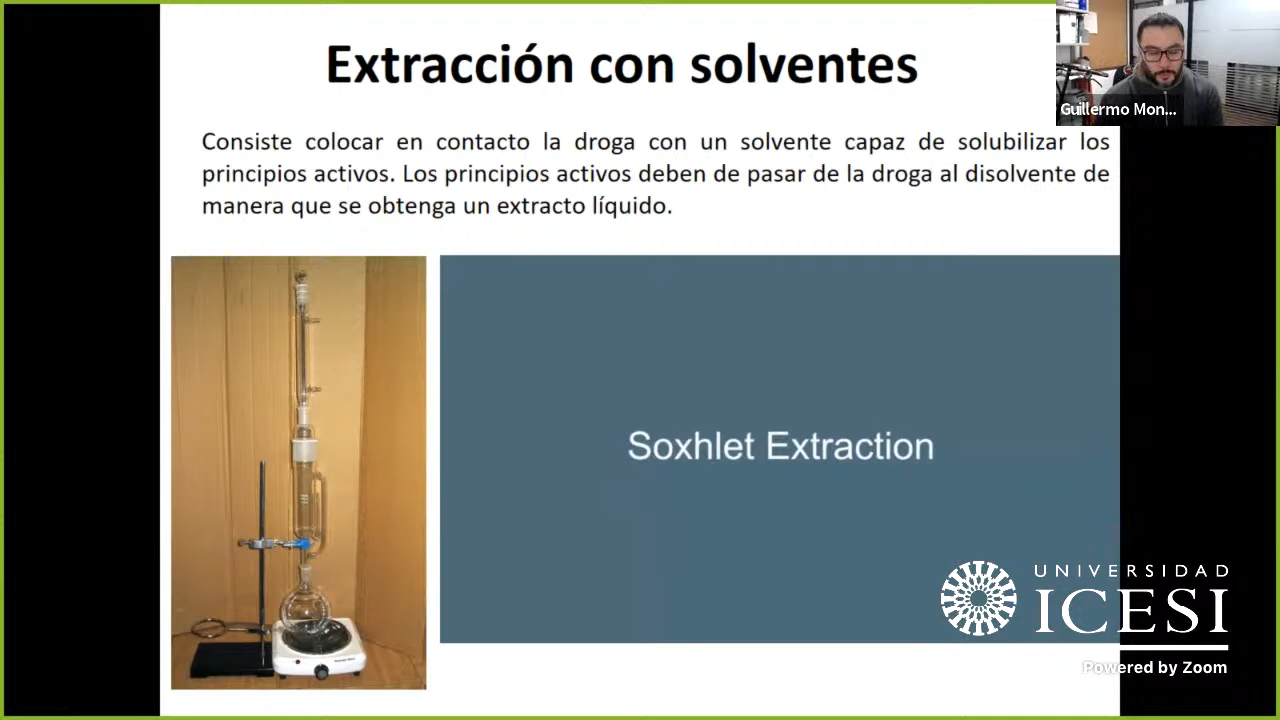 Extracción con solventes
Guillermo Mon...
Consiste colocar en contacto la droga con un solvente capaz de solubilizar los
principios activos. Los principios activos deben de pasar de la droga al disolvente de
manera que se obtenga un extracto líquido.
Soxhlet Extraction
UNIVERSIDAD
ICESI
Powered by Zoom